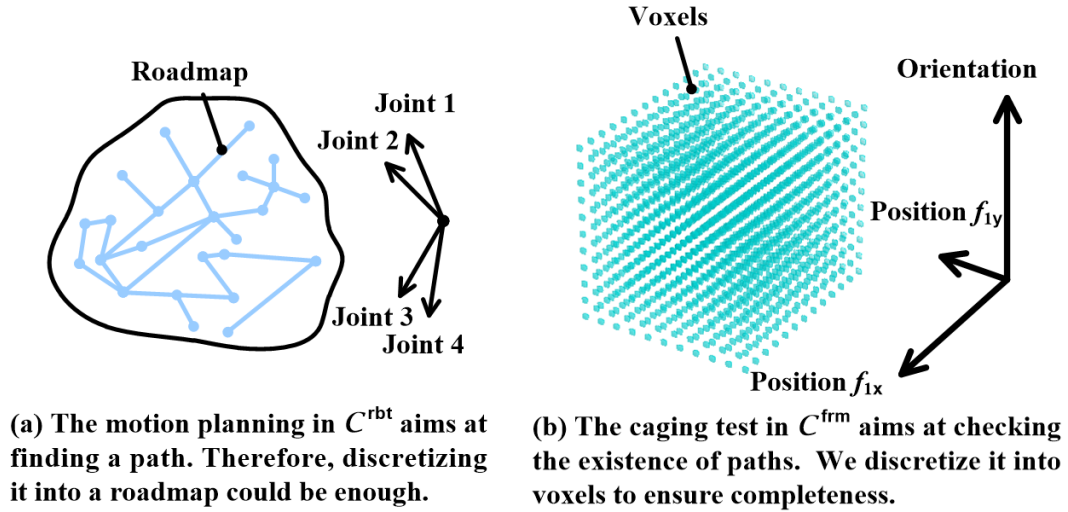 Roadmap
Joint 1
Joint 2
Joint 3
Joint 4
(a) The motion planning in C^rbt aims at
finding a path. Therefore, discretizing
it into a roadmap could be enough.
Voxels
Orientation
Position f1y
Position f1x
(b) The caging test in C^frm aims at checking
the existence of paths. We discretize it into
voxels to ensure completeness.